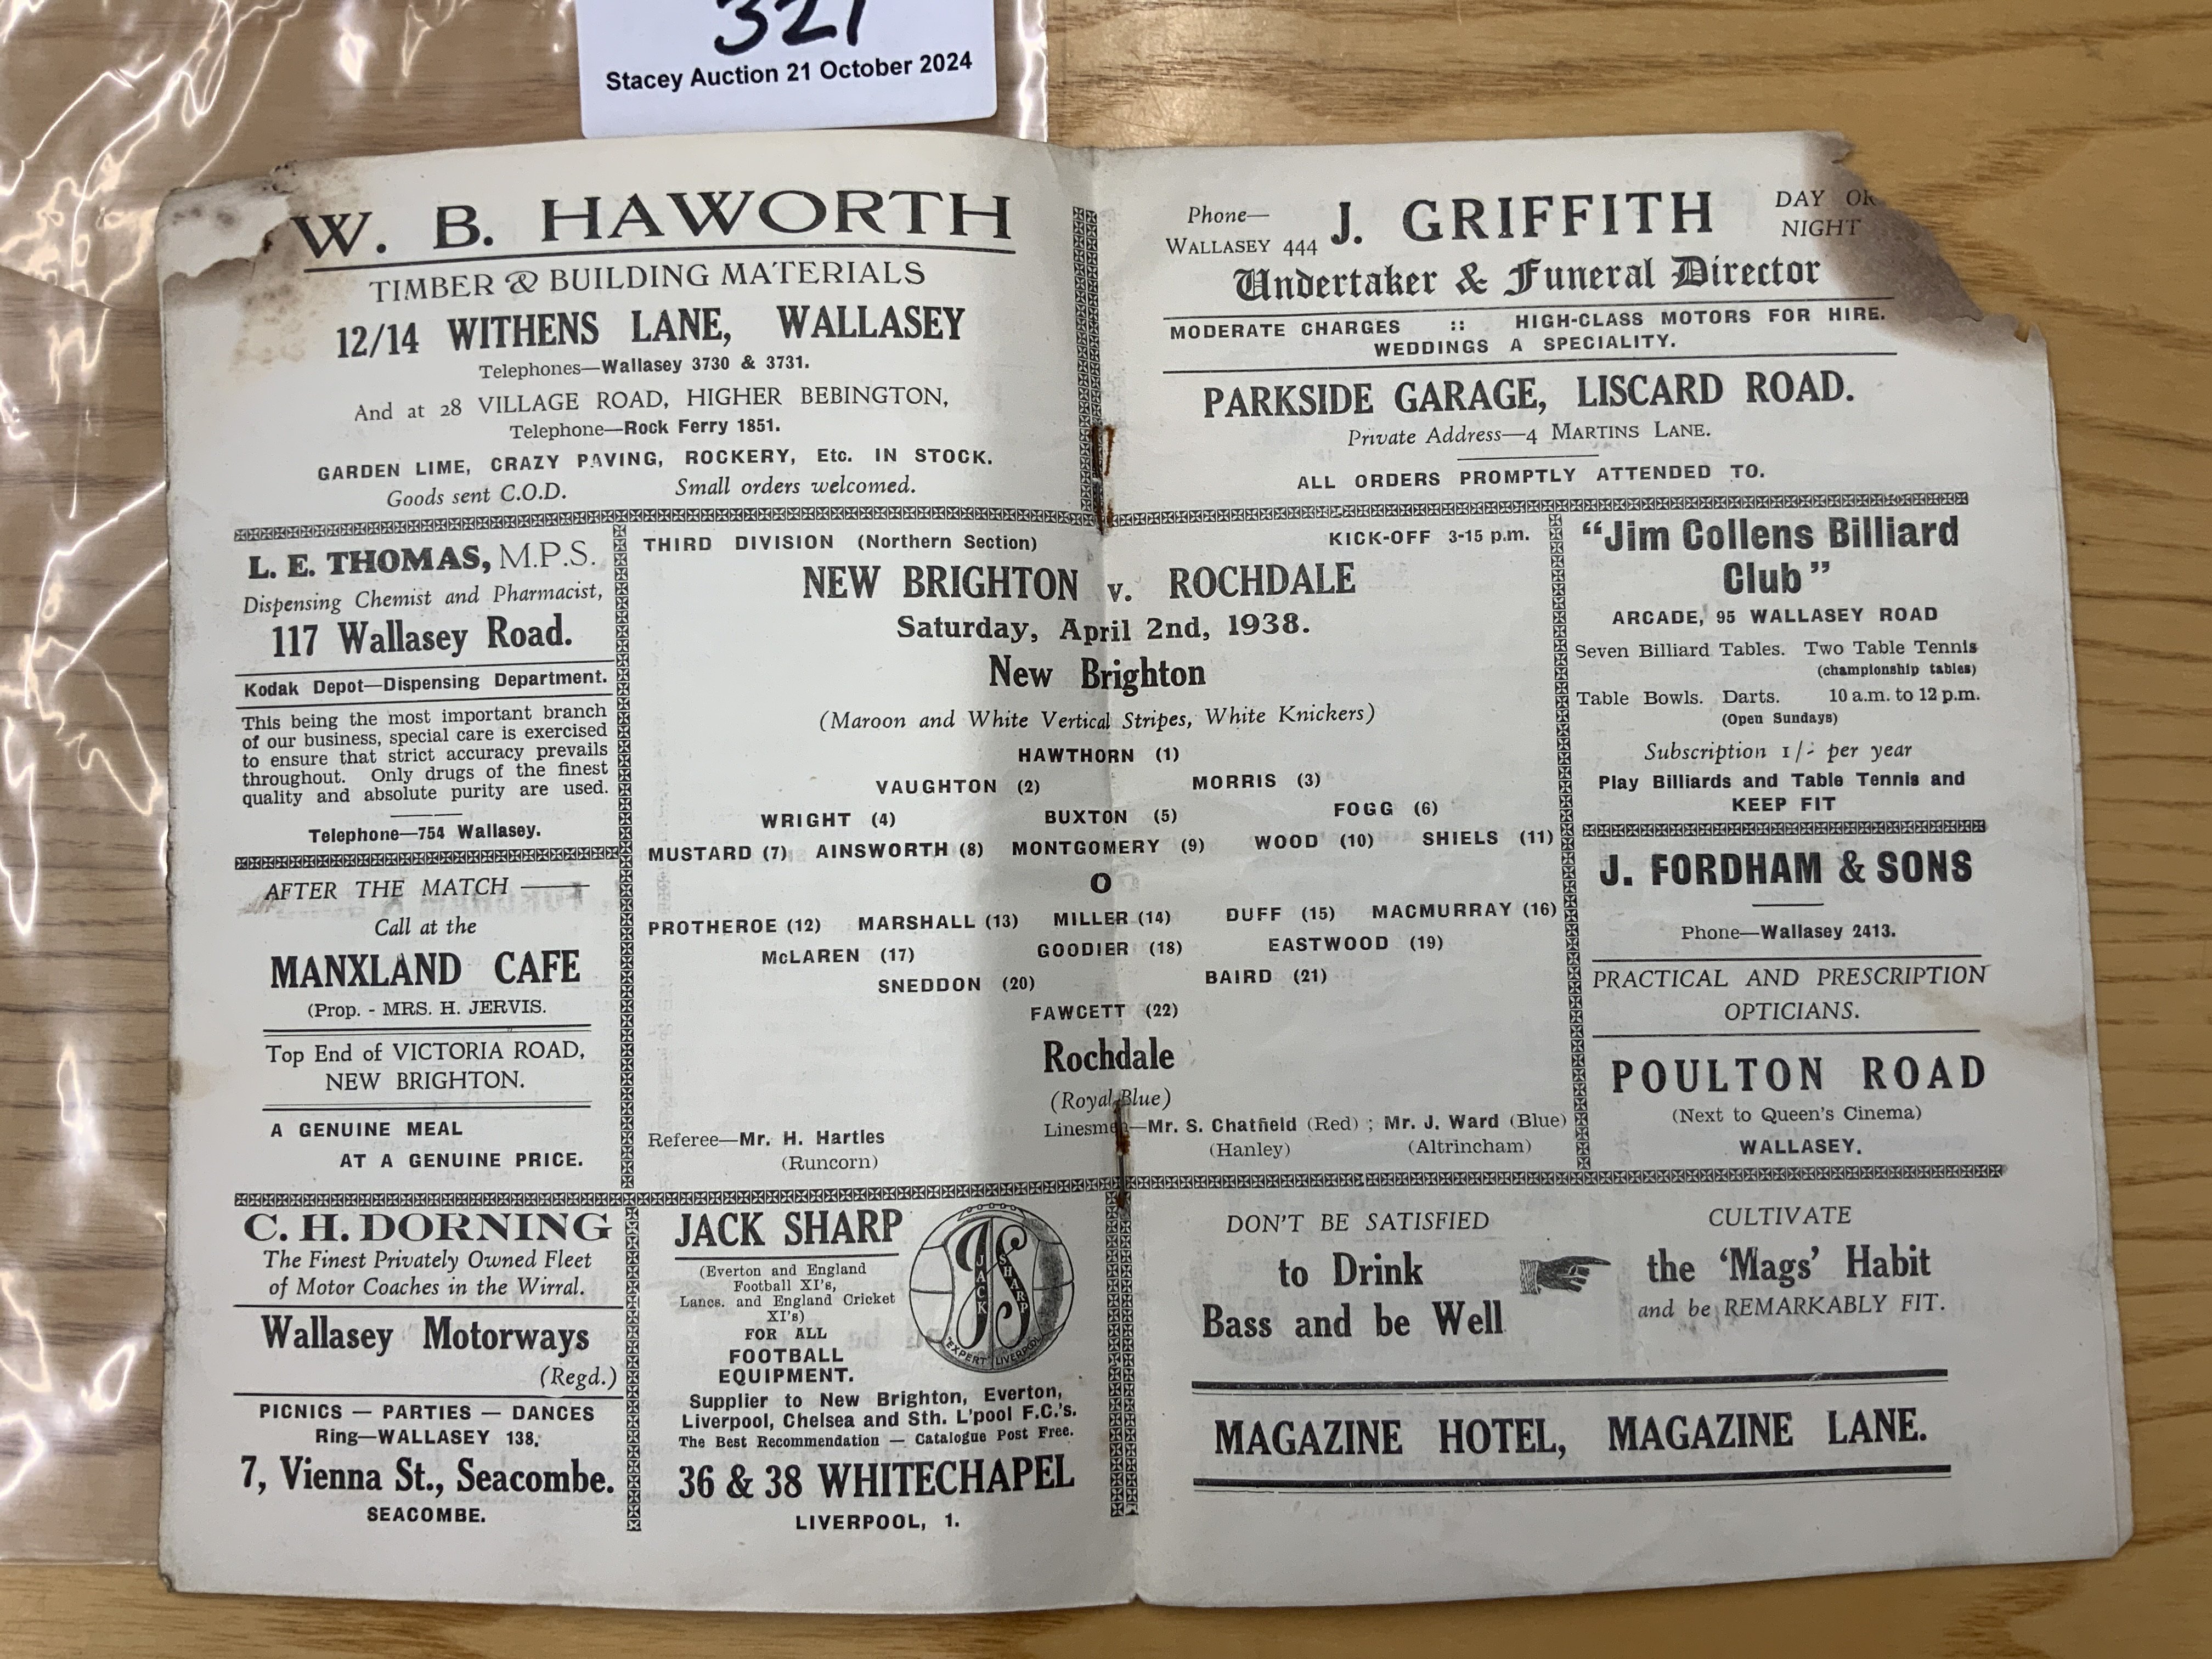 321
Stacey Auction 21 October 2024
W. B. HAWORTH
TIMBER & BUILDING MATERIALS
12/14 WITHENS LANE, WALLASEY
Telephones—Wallasey 3730 & 3731.
And at 28 VILLAGE ROAD, HIGHER BEBINGTON,
Telephone—Rock Ferry 1851.
GARDEN LIME, CRAZY PAVING, ROCKERY, Etc. IN STOCK.
Goods sent C.O.D. Small orders welcomed.
Phone—
WALLASEY 444
J. GRIFFITH
DAY OR
NIGHT
Undertaker & Funeral Director
MODERATE CHARGES :: HIGH-CLASS MOTORS FOR HIRE.
WEDDINGS A SPECIALITY.
PARKSIDE GARAGE, LISCARD ROAD.
Private Address—4 MARTINS LANE.
ALL ORDERS PROMPTLY ATTENDED TO.
L. E. THOMAS, M.P.S.
Dispensing Chemist and Pharmacist,
117 Wallasey Road.
Kodak Depot—Dispensing Department.
This being the most important branch
of our business, special care is exercised
to ensure that strict accuracy prevails
throughout. Only drugs of the finest
quality and absolute purity are used.
Telephone—754 Wallasey.
AFTER THE MATCH —
Call at the
MANXLAND CAFE
(Prop. - MRS. H. JERVIS.
Top End of VICTORIA ROAD,
NEW BRIGHTON.
A GENUINE MEAL
AT A GENUINE PRICE.
THIRD DIVISION (Northern Section) KICK-OFF 3-15 p.m.
NEW BRIGHTON v. ROCHDALE
Saturday, April 2nd, 1938.
New Brighton
(Maroon and White Vertical Stripes, White Knickers)
HAWTHORN (1)
VAUGHTON (2) MORRIS (3)
WRIGHT (4) BUXTON (5) FOGG (6)
MUSTARD (7) AINSWORTH (8) MONTGOMERY (9) WOOD (10) SHIELS (11)
O
PROTHEROE (12) MARSHALL (13) MILLER (14) DUFF (15) MACMURRAY (16)
McLAREN (17) GOODIER (18) EASTWOOD (19)
SNEDDON (20) BAIRD (21)
FAWCETT (22)
Rochdale
(Royal Blue)
Referee—Mr. H. Hartles
(Runcorn)
Linesmen—Mr. S. Chatfield (Red) ; Mr. J. Ward (Blue)
(Hanley) (Altrincham)
"Jim Collens Billiard
Club"
ARCADE, 95 WALLASEY ROAD
Seven Billiard Tables. Two Table Tennis
(championship tables)
Table Bowls. Darts. 10 a.m. to 12 p.m.
(Open Sundays)
Subscription 1/- per year
Play Billiards and Table Tennis and
KEEP FIT
J. FORDHAM & SONS
Phone—Wallasey 2413.
PRACTICAL AND PRESCRIPTION
OPTICIANS.
POULTON ROAD
(Next to Queen's Cinema)
WALLASEY.
C. H. DORNING
The Finest Privately Owned Fleet
of Motor Coaches in the Wirral.
Wallasey Motorways
(Regd.)
PICNICS — PARTIES — DANCES
Ring—WALLASEY 138.
7, Vienna St., Seacombe.
SEACOMBE.
JACK SHARP
(Everton and England
Football XI's,
Lancs. and England Cricket
XI's)
FOR ALL
FOOTBALL
EQUIPMENT.
JS
JACK SHARP
EXPERT LIVERPOOL
Supplier to New Brighton, Everton,
Liverpool, Chelsea and Sth. L'pool F.C.'s.
The Best Recommendation — Catalogue Post Free.
36 & 38 WHITECHAPEL
LIVERPOOL, 1.
DON'T BE SATISFIED
to Drink
Bass and be Well
CULTIVATE
the 'Mags' Habit
and be REMARKABLY FIT.
MAGAZINE HOTEL, MAGAZINE LANE.